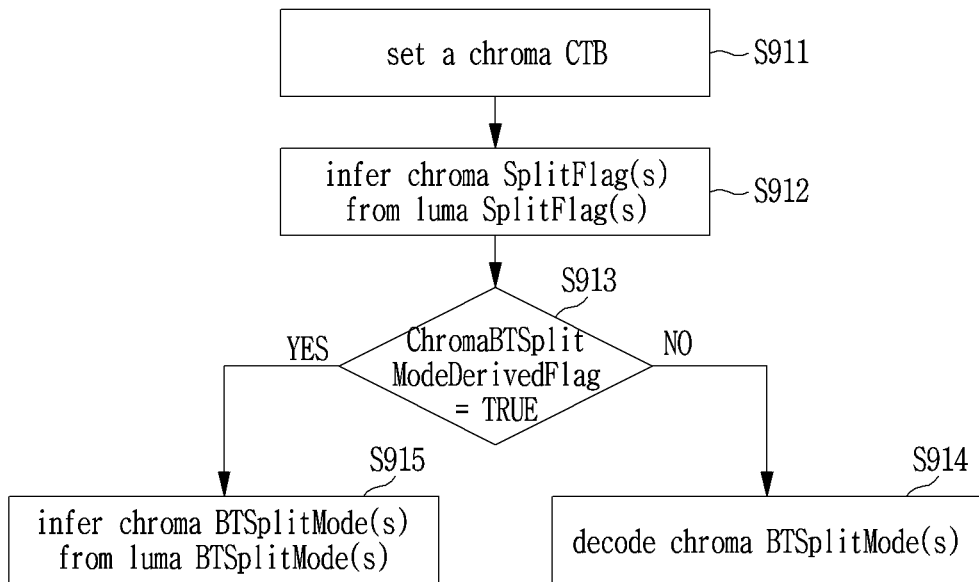 set a chroma CTB
S911
infer chroma SplitFlag(s)
from luma SplitFlag(s)
S912
S913
YES
ChromaBTSplit
ModeDerivedFlag
= TRUE
NO
S915
infer chroma BTSplitMode(s)
from luma BTSplitMode(s)
S914
decode chroma BTSplitMode(s)